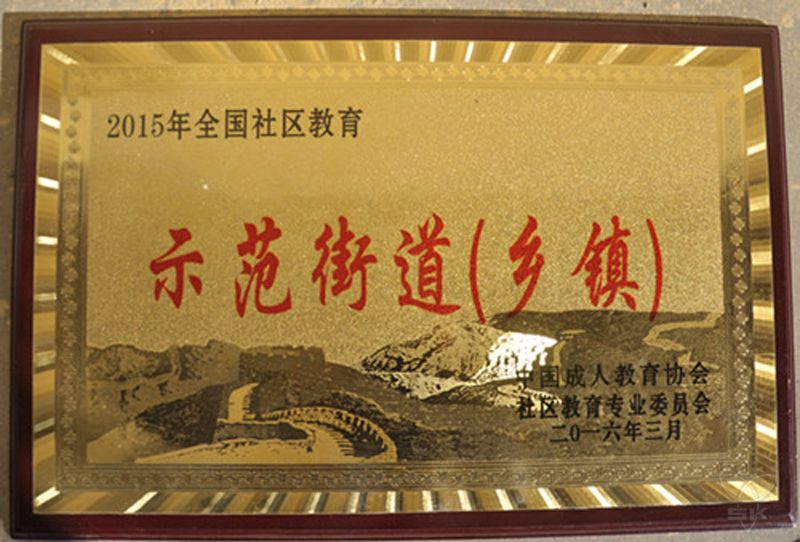 2015年全国社区教育
示范街道(乡镇)
中国成人教育协会
社区教育专业委员会
二〇一六年三月